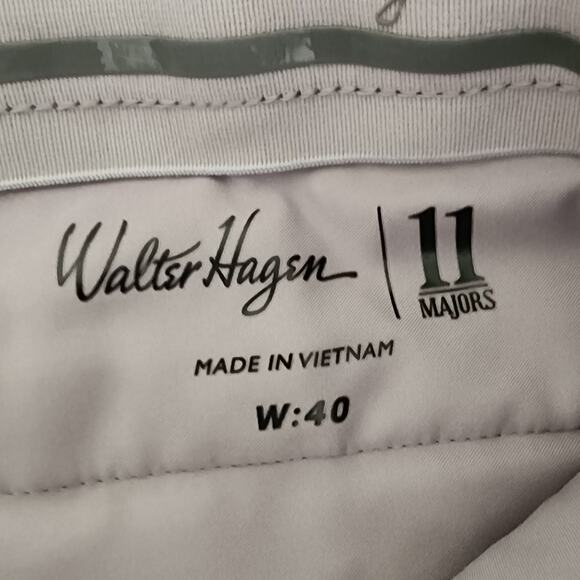 Walter Hagen | 11
MAJORS
MADE IN VIETNAM
W:40